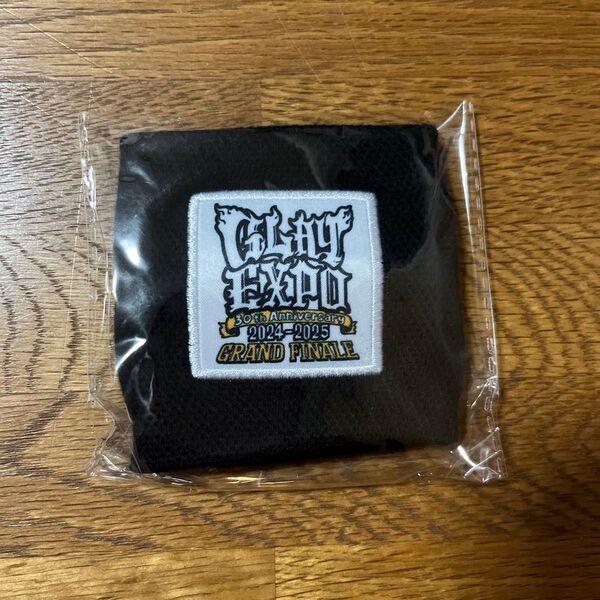 GLAY
EXPO
30th Anniversary
2024-2025
GRAND FINALE